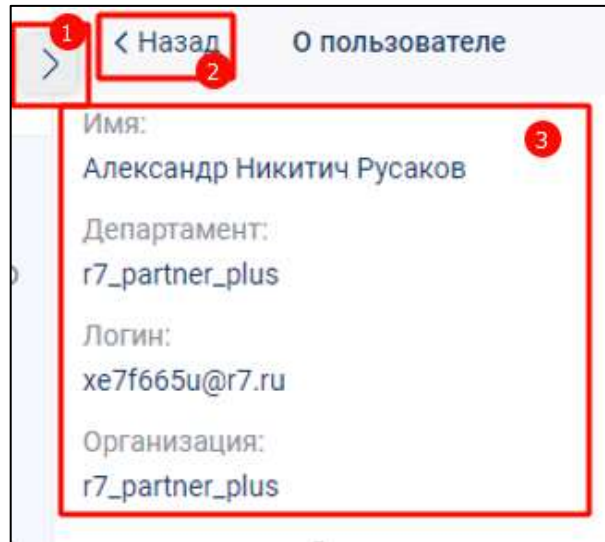 1
< Назад
О пользователе
2
Имя:
3
Александр Никитич Русаков
Департамент:
r7_partner_plus
Логин:
xe7f665u@r7.ru
Организация:
r7_partner_plus